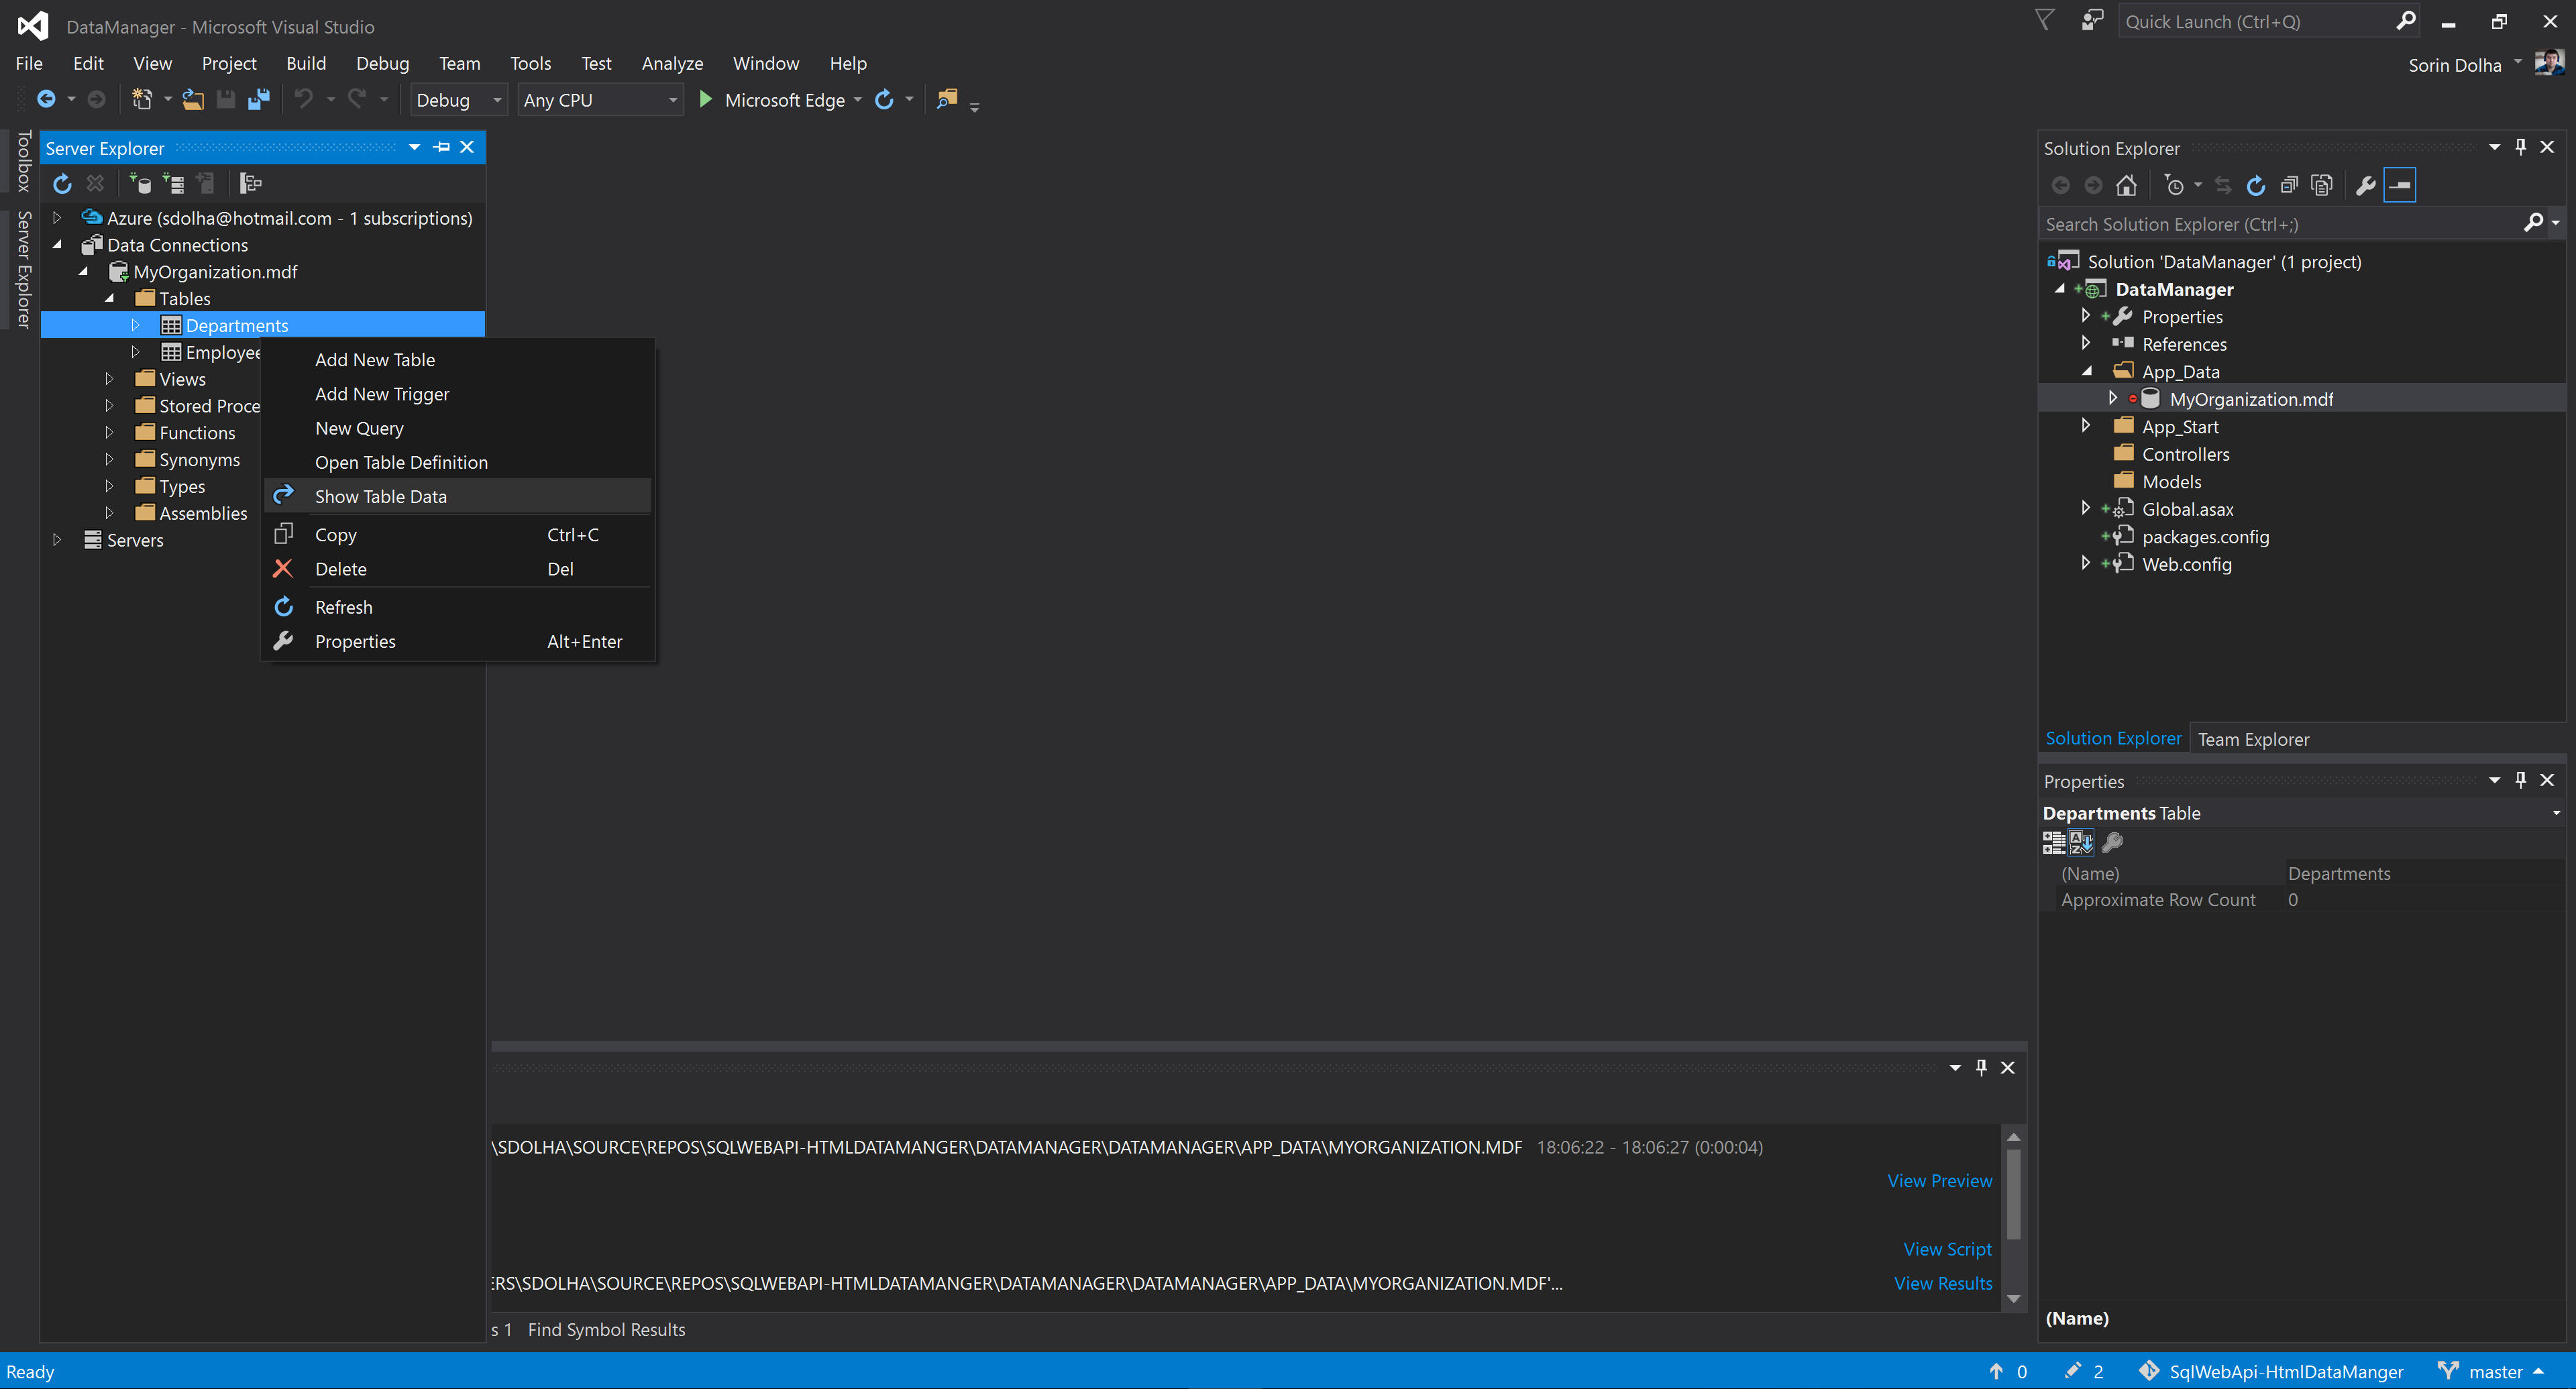 DataManager - Microsoft Visual Studio
Quick Launch (Ctrl+Q)
File Edit View Project Build Debug Team Tools Test Analyze Window Help
Sorin Dolha
Debug Any CPU Microsoft Edge
Toolbox
Server Explorer
Server Explorer
Azure (sdolha@hotmail.com - 1 subscriptions)
Data Connections
MyOrganization.mdf
Tables
Departments
Employee
Views
Stored Proce
Functions
Synonyms
Types
Assemblies
Servers
Add New Table
Add New Trigger
New Query
Open Table Definition
Show Table Data
Copy Ctrl+C
Delete Del
Refresh
Properties Alt+Enter
\SDOLHA\SOURCE\REPOS\SQLWEBAPI-HTMLDATAMANGER\DATAMANAGER\DATAMANAGER\APP_DATA\MYORGANIZATION.MDF 18:06:22 - 18:06:27 (0:00:04)
View Preview
View Script
ERS\SDOLHA\SOURCE\REPOS\SQLWEBAPI-HTMLDATAMANGER\DATAMANAGER\DATAMANAGER\APP_DATA\MYORGANIZATION.MDF'...
View Results
s 1 Find Symbol Results
Solution Explorer
Search Solution Explorer (Ctrl+;)
Solution 'DataManager' (1 project)
DataManager
Properties
References
App_Data
MyOrganization.mdf
App_Start
Controllers
Models
Global.asax
packages.config
Web.config
Solution Explorer Team Explorer
Properties
Departments Table
(Name) Departments
Approximate Row Count 0
(Name)
Ready
0 2 SqlWebApi-HtmlDataManger master